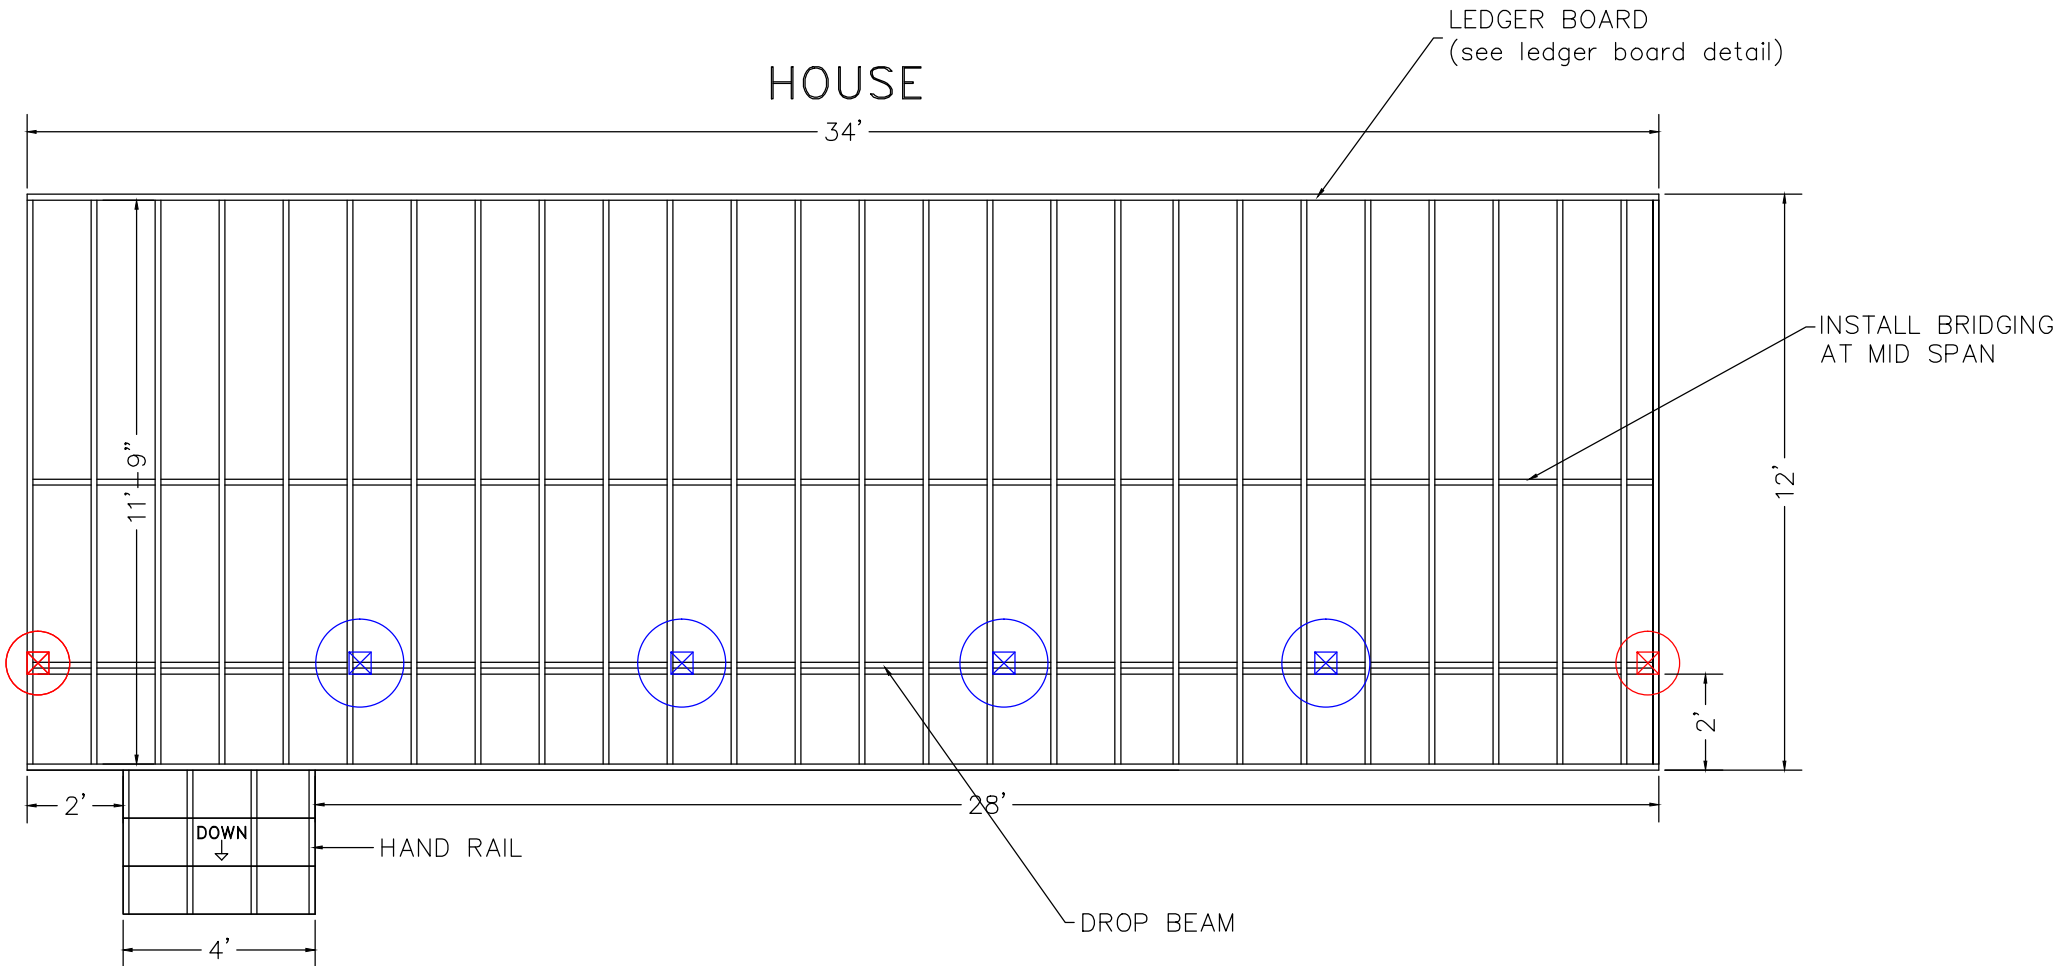 LEDGER BOARD
(see ledger board detail)
HOUSE
34'
INSTALL BRIDGING
AT MID SPAN
11'-9"
12'
2'
2'
28'
DOWN
HAND RAIL
DROP BEAM
4'